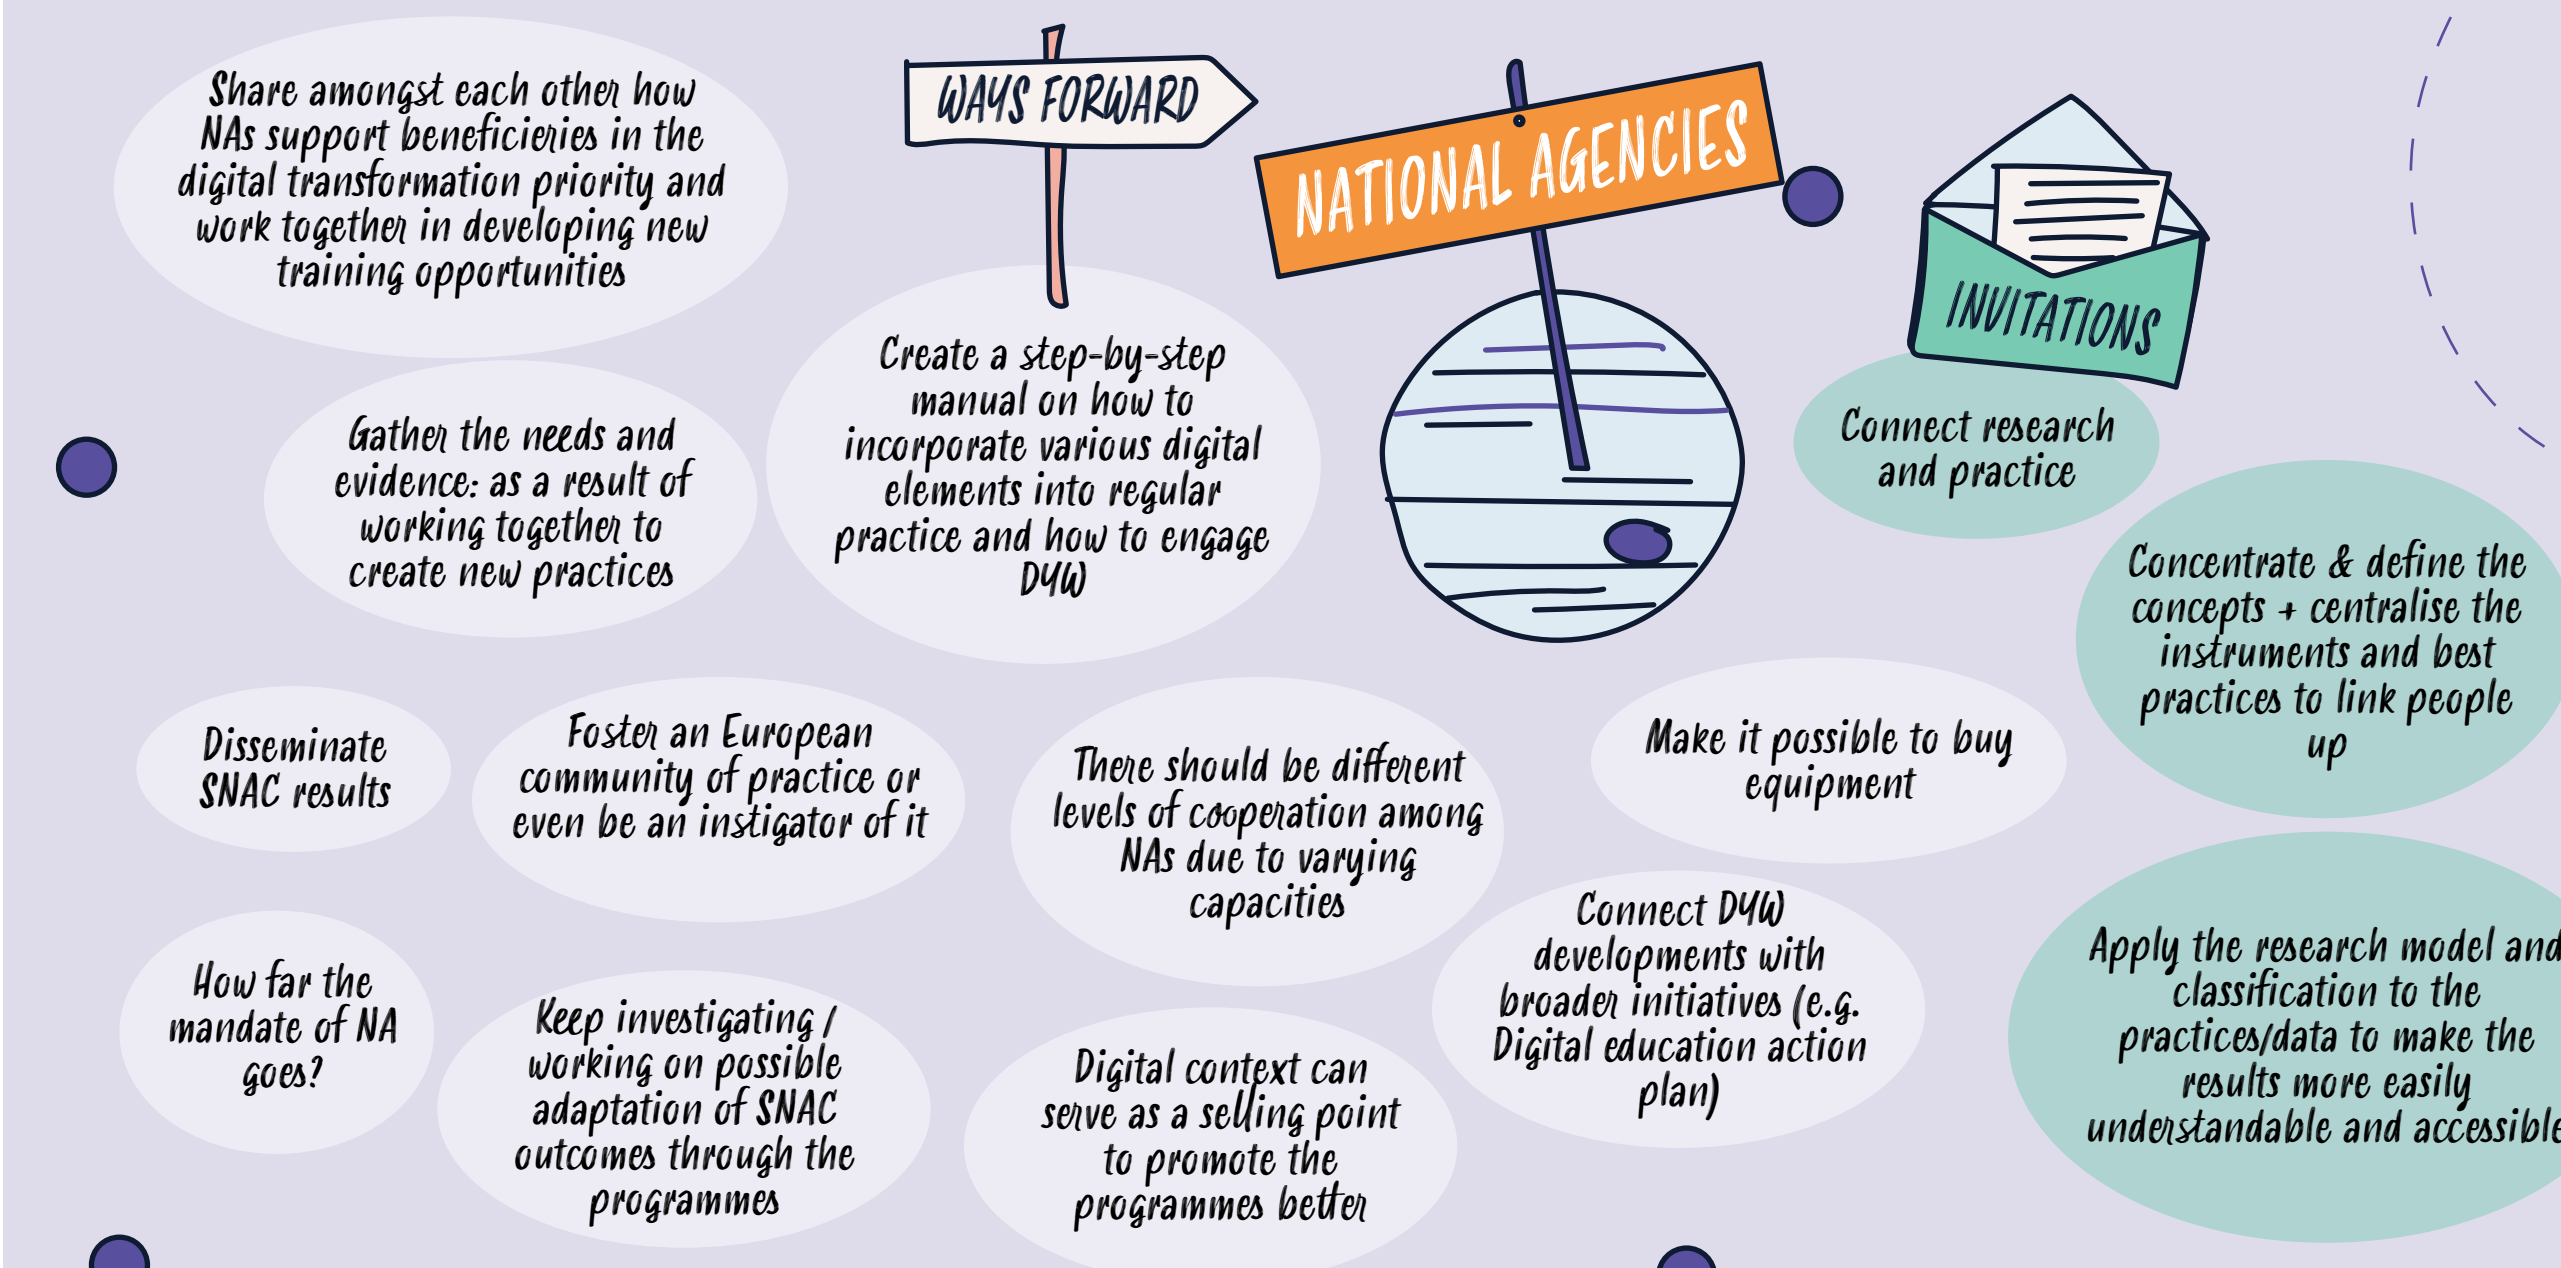 Share amongst each other how
NAs support beneficieries in the
digital transformation priority and
work together in developing new
training opportunities
WAYS FORWARD
NATIONAL AGENCIES
INVITATIONS
Gather the needs and
evidence: as a result of
working together to
create new practices
Create a step-by-step
manual on how to
incorporate various digital
elements into regular
practice and how to engage
DYW
Connect research
and practice
Concentrate & define the
concepts + centralise the
instruments and best
practices to link people
up
Disseminate
SNAC results
Foster an European
community of practice or
even be an instigator of it
There should be different
levels of cooperation among
NAs due to varying
capacities
Make it possible to buy
equipment
How far the
mandate of NA
goes?
Keep investigating /
working on possible
adaptation of SNAC
outcomes through the
programmes
Digital context can
serve as a selling point
to promote the
programmes better
Connect DYW
developments with
broader initiatives (e.g.
Digital education action
plan)
Apply the research model and
classification to the
practices/data to make the
results more easily
understandable and accessible